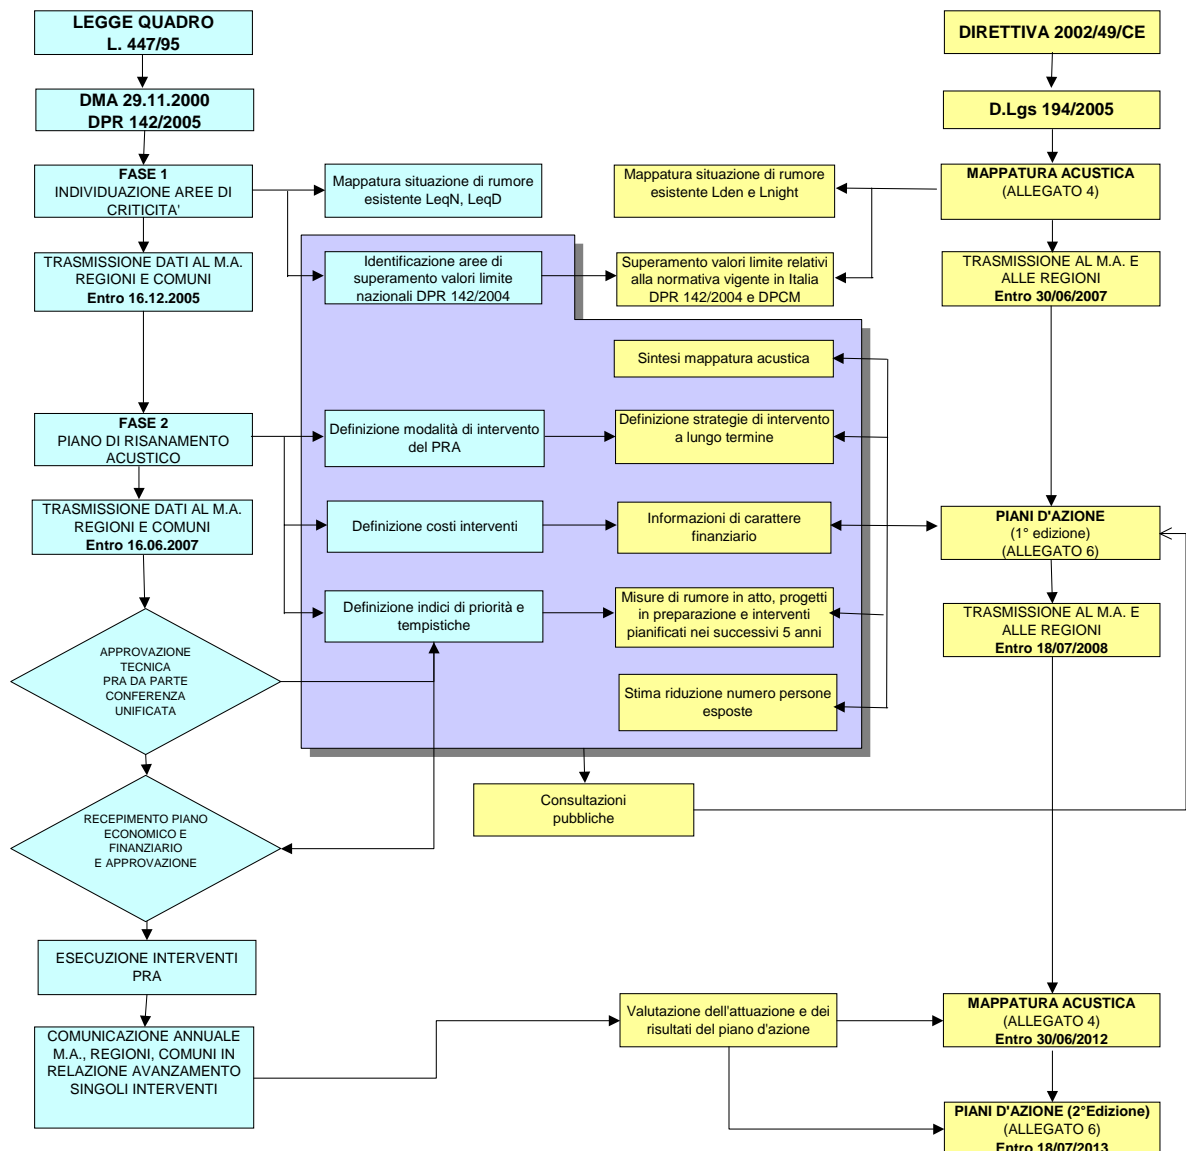 LEGGE QUADRO
L. 447/95
DIRETTIVA 2002/49/CE
DMA 29.11.2000
DPR 142/2005
D.Lgs 194/2005
FASE 1
INDIVIDUAZIONE AREE DI
CRITICITA'
Mappatura situazione di rumore
esistente LeqN, LeqD
Mappatura situazione di rumore
esistente Lden e Lnight
MAPPATURA ACUSTICA
(ALLEGATO 4)
TRASMISSIONE DATI AL M.A.
REGIONI E COMUNI
Entro 16.12.2005
Identificazione aree di
superamento valori limite
nazionali DPR 142/2004
Superamento valori limite relativi
alla normativa vigente in Italia
DPR 142/2004 e DPCM
TRASMISSIONE AL M.A. E
ALLE REGIONI
Entro 30/06/2007
Sintesi mappatura acustica
FASE 2
PIANO DI RISANAMENTO
ACUSTICO
Definizione modalità di intervento
del PRA
Definizione strategie di intervento
a lungo termine
TRASMISSIONE DATI AL M.A.
REGIONI E COMUNI
Entro 16.06.2007
Definizione costi interventi
Informazioni di carattere
finanziario
PIANI D'AZIONE
(1° edizione)
(ALLEGATO 6)
Definizione indici di priorità e
tempistiche
Misure di rumore in atto, progetti
in preparazione e interventi
pianificati nei successivi 5 anni
TRASMISSIONE AL M.A. E
ALLE REGIONI
Entro 18/07/2008
APPROVAZIONE
TECNICA
PRA DA PARTE
CONFERENZA
UNIFICATA
Stima riduzione numero persone
esposte
Consultazioni
pubbliche
RECEPIMENTO PIANO
ECONOMICO E
FINANZIARIO
E APPROVAZIONE
ESECUZIONE INTERVENTI
PRA
COMUNICAZIONE ANNUALE
M.A., REGIONI, COMUNI IN
RELAZIONE AVANZAMENTO
SINGOLI INTERVENTI
Valutazione dell'attuazione e dei
risultati del piano d'azione
MAPPATURA ACUSTICA
(ALLEGATO 4)
Entro 30/06/2012
PIANI D'AZIONE (2°Edizione)
(ALLEGATO 6)
Entro 18/07/2013